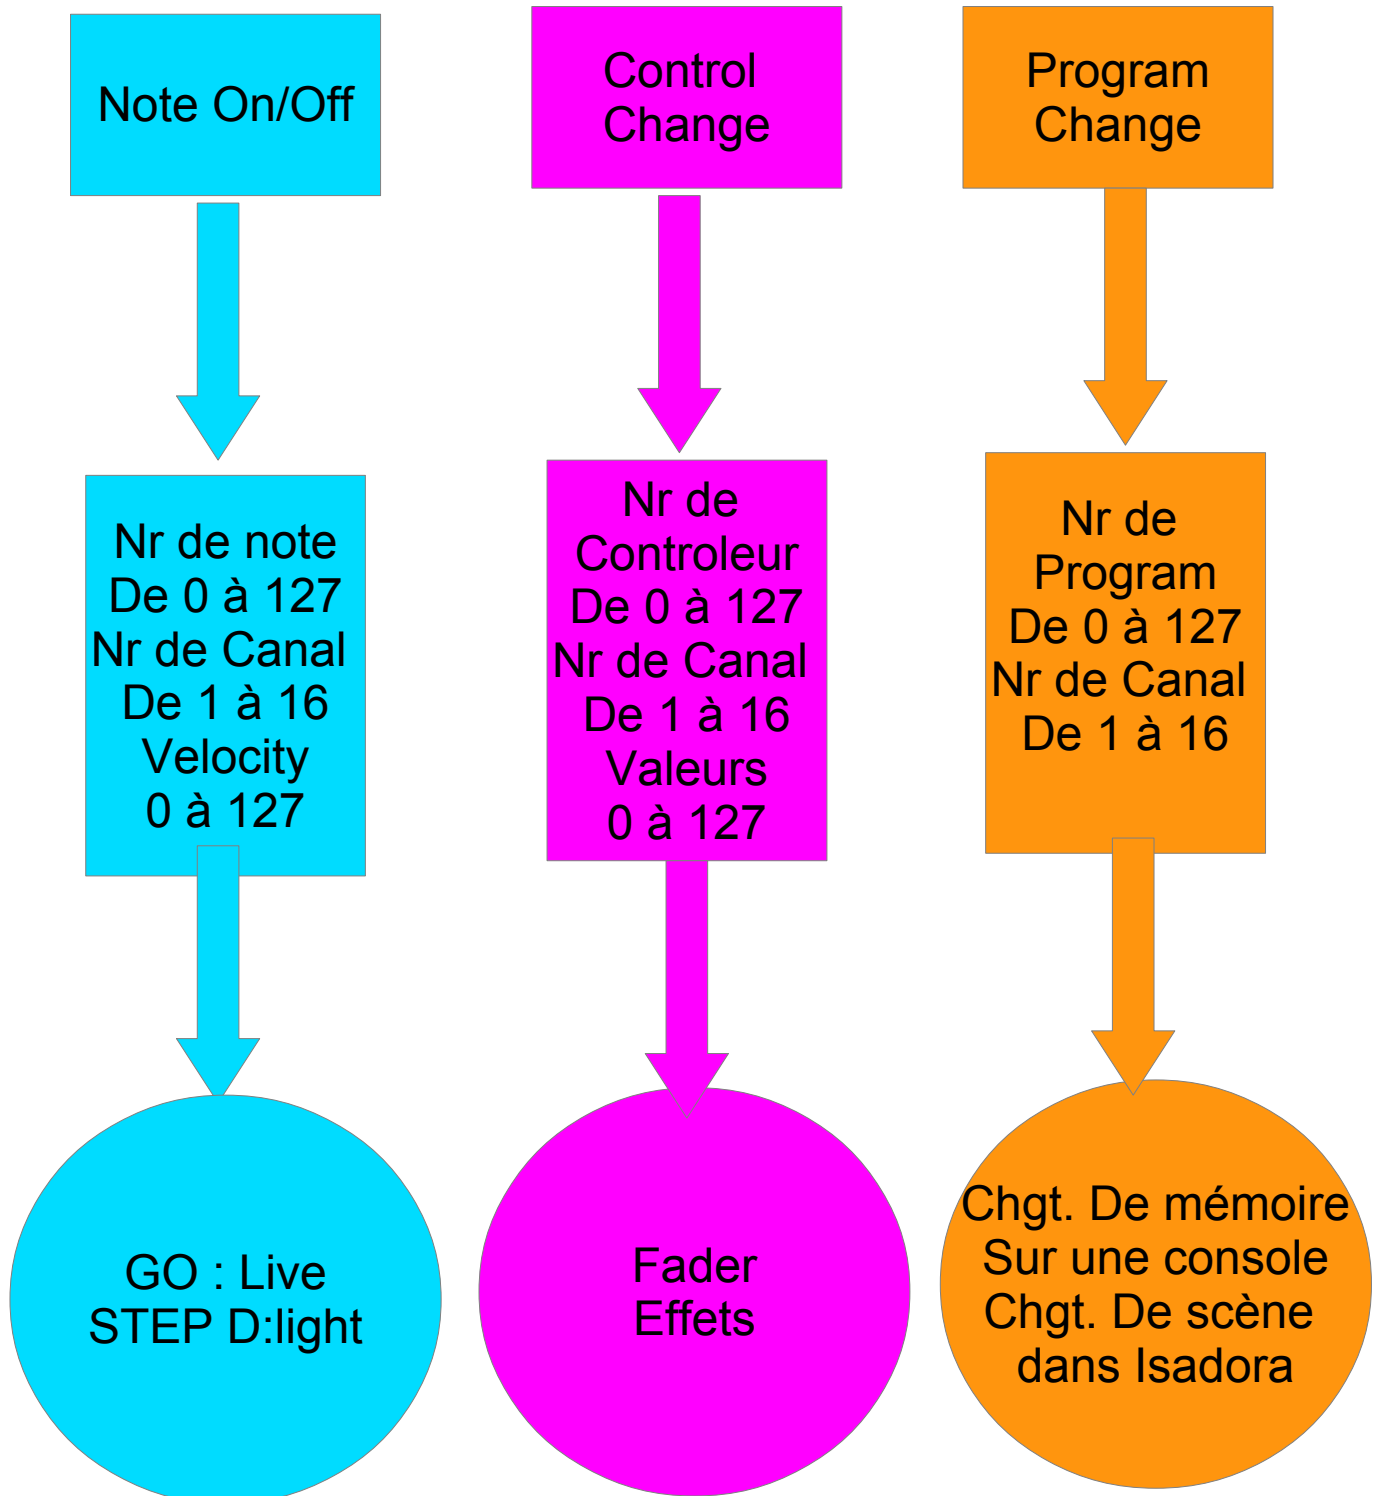 Note On/Off
Control
Change
Program
Change
Nr de note
De 0 à 127
Nr de Canal
De 1 à 16
Velocity
0 à 127
Nr de
Controleur
De 0 à 127
Nr de Canal
De 1 à 16
Valeurs
0 à 127
Nr de
Program
De 0 à 127
Nr de Canal
De 1 à 16
GO : Live
STEP D:light
Fader
Effets
Chgt. De mémoire
Sur une console
Chgt. De scène
dans Isadora